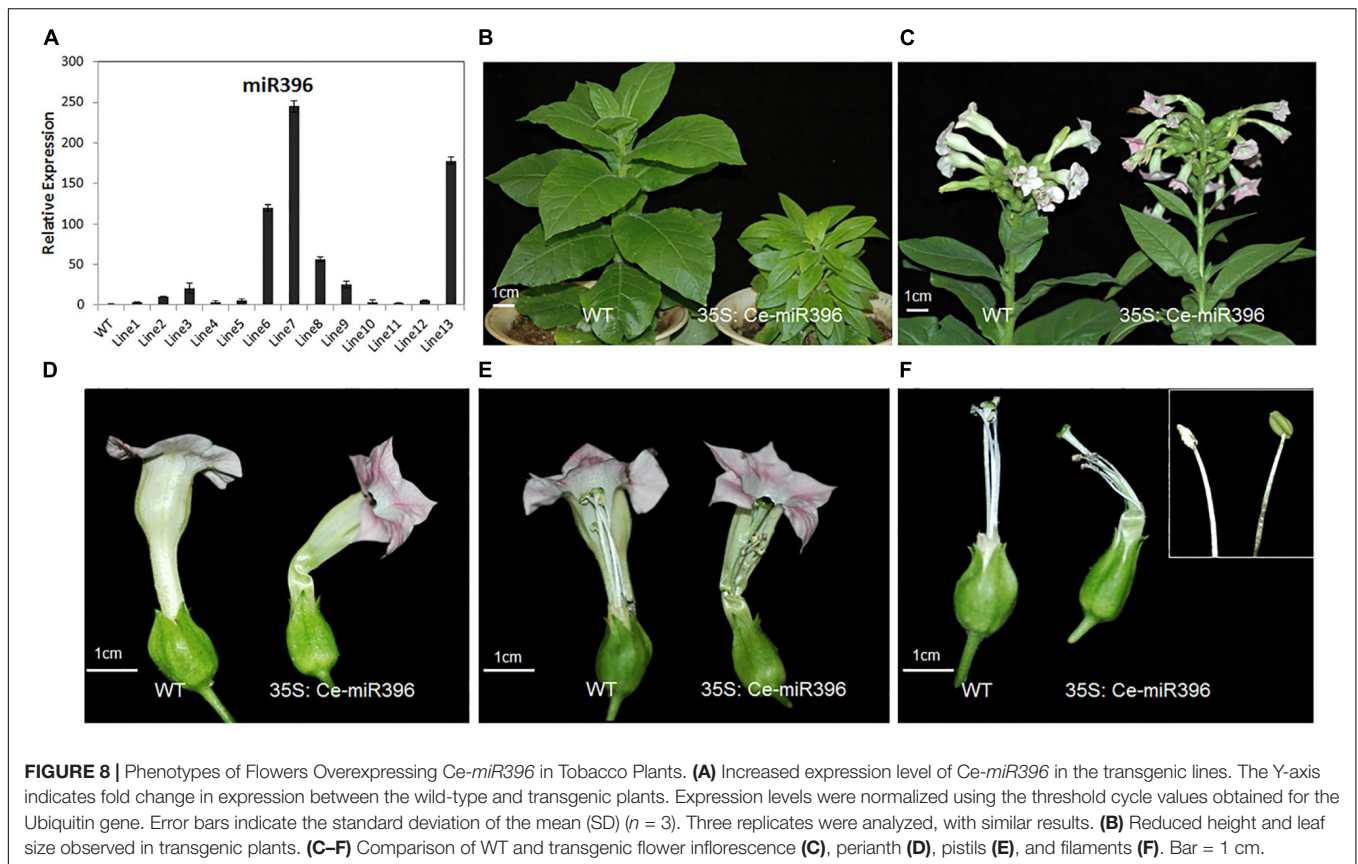 A
300
250
200
150
100
50
0
Relative Expression
miR396
WT Line1 Line2 Line3 Line4 Line5 Line6 Line7 Line8 Line9 Line10 Line11 Line12 Line13
B
1cm
WT 35S: Ce-miR396
C
1cm
WT 35S: Ce-miR396
D
1cm
WT 35S: Ce-miR396
E
1cm
WT 35S: Ce-miR396
F
1cm
WT 35S: Ce-miR396
FIGURE 8 | Phenotypes of Flowers Overexpressing Ce-miR396 in Tobacco Plants. (A) Increased expression level of Ce-miR396 in the transgenic lines. The Y-axis
indicates fold change in expression between the wild-type and transgenic plants. Expression levels were normalized using the threshold cycle values obtained for the
Ubiquitin gene. Error bars indicate the standard deviation of the mean (SD) (n = 3). Three replicates were analyzed, with similar results. (B) Reduced height and leaf
size observed in transgenic plants. (C–F) Comparison of WT and transgenic flower inflorescence (C), perianth (D), pistils (E), and filaments (F). Bar = 1 cm.